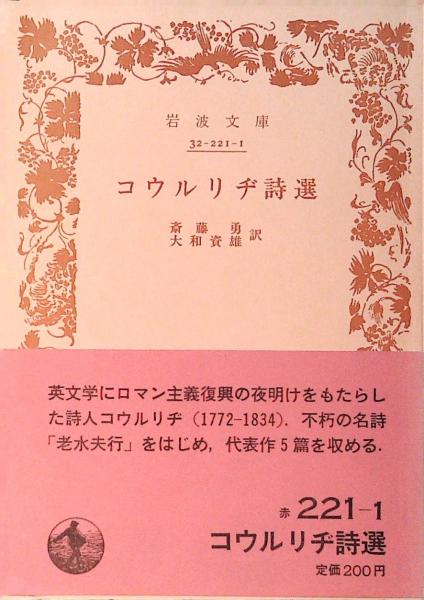 岩波文庫
32-221-1
コウルリヂ詩選
斎藤勇
大和資雄 訳
英文学にロマン主義復興の夜明けをもたらし
た詩人コウルリヂ(1772-1834). 不朽の名詩
「老水夫行」をはじめ, 代表作5篇を収める.
赤 221-1
コウルリヂ詩選
定価200円